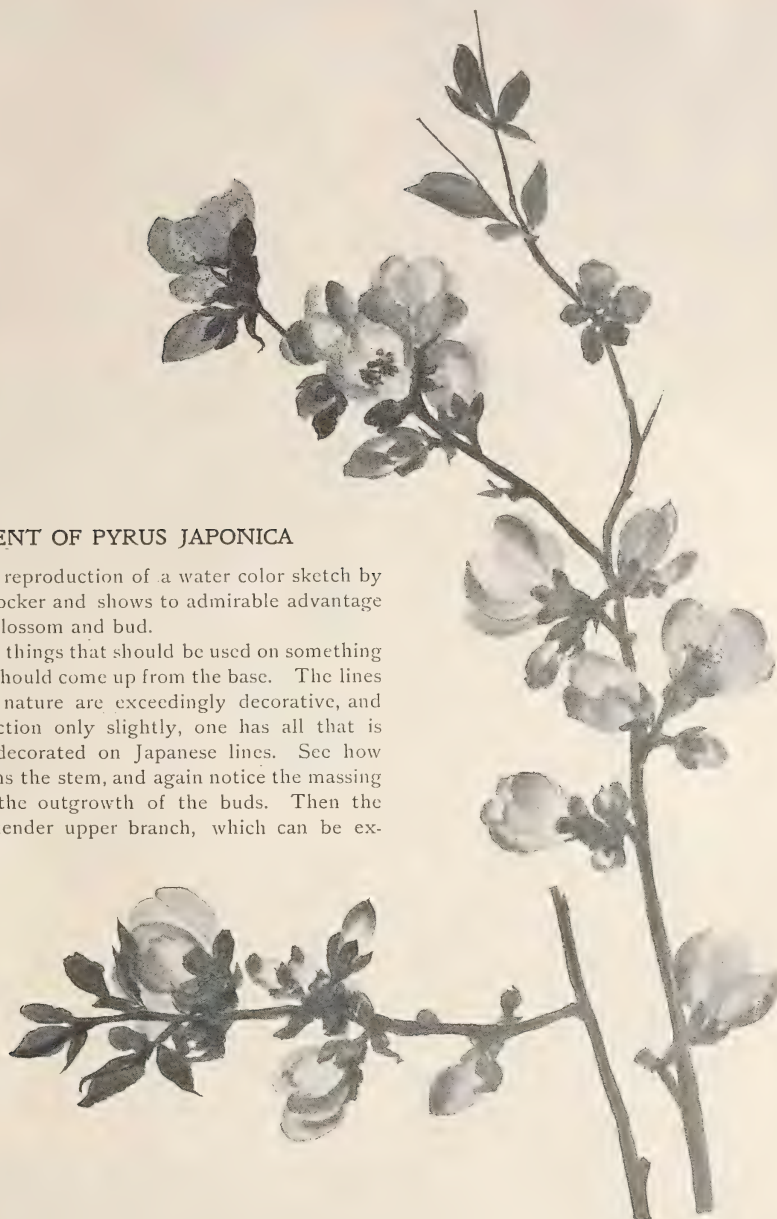 ENT OF PYRUS JAPONICA
reproduction of a water color sketch by
ocker and shows to admirable advantage
lossom and bud.
things that should be used on something
hould come up from the base. The lines
nature are exceedingly decorative, and
ction only slightly, one has all that is
decorated on Japanese lines. See how
ns the stem, and again notice the massing
the outgrowth of the buds. Then the
ender upper branch, which can be ex-